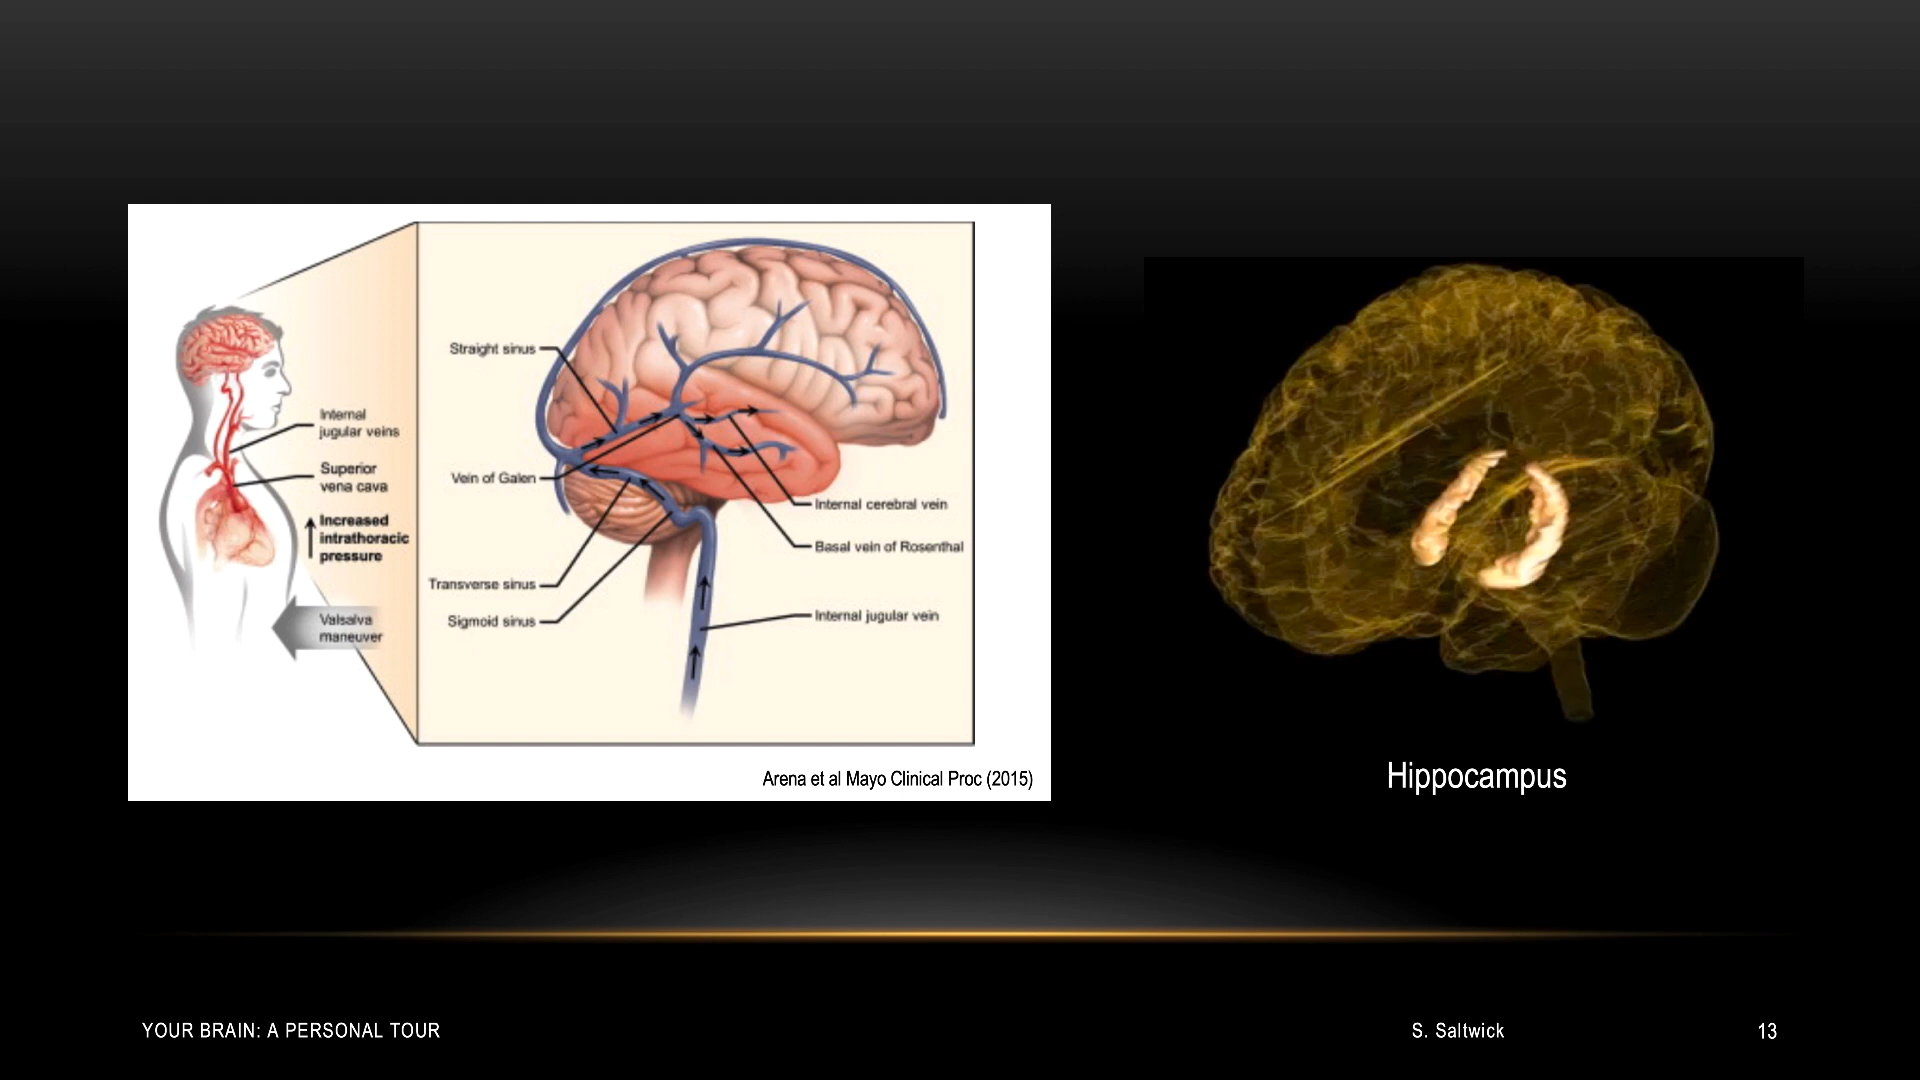 Straight sinus
Internal
jugular veins
Superior
vena cava
Increased
intrathoracic
pressure
Valsalva
maneuver
Vein of Galen
Transverse sinus
Sigmoid sinus
Internal cerebral vein
Basal vein of Rosenthal
Internal jugular vein
Arena et al Mayo Clinical Proc (2015)
Hippocampus
YOUR BRAIN: A PERSONAL TOUR
S. Saltwick
13